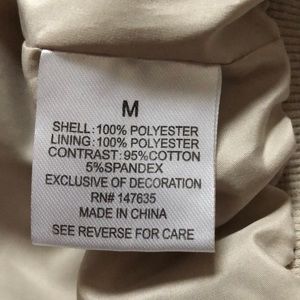 M
SHELL:100% POLYESTER
LINING:100% POLYESTER
CONTRAST:95%COTTON
5%SPANDEX
EXCLUSIVE OF DECORATION
RN# 147635
MADE IN CHINA
SEE REVERSE FOR CARE